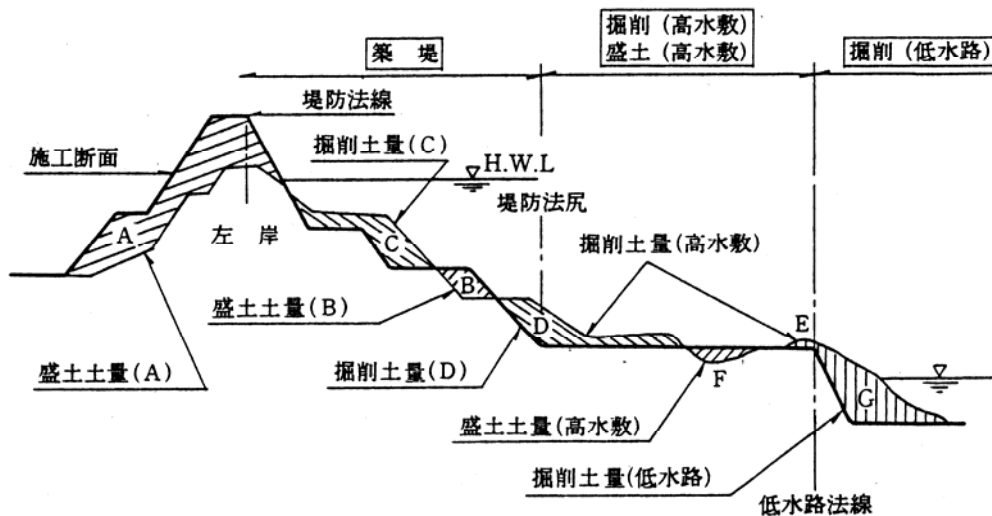 築 堤
掘削(高水敷)
盛土(高水敷)
掘削(低水路)
堤防法線
掘削土量(C)
施工断面
H.W.L
堤防法尻
A
左 岸
C
掘削土量(高水敷)
B
盛土土量(B)
D
E
盛土土量(A)
掘削土量(D)
F
G
盛土土量(高水敷)
掘削土量(低水路)
低水路法線